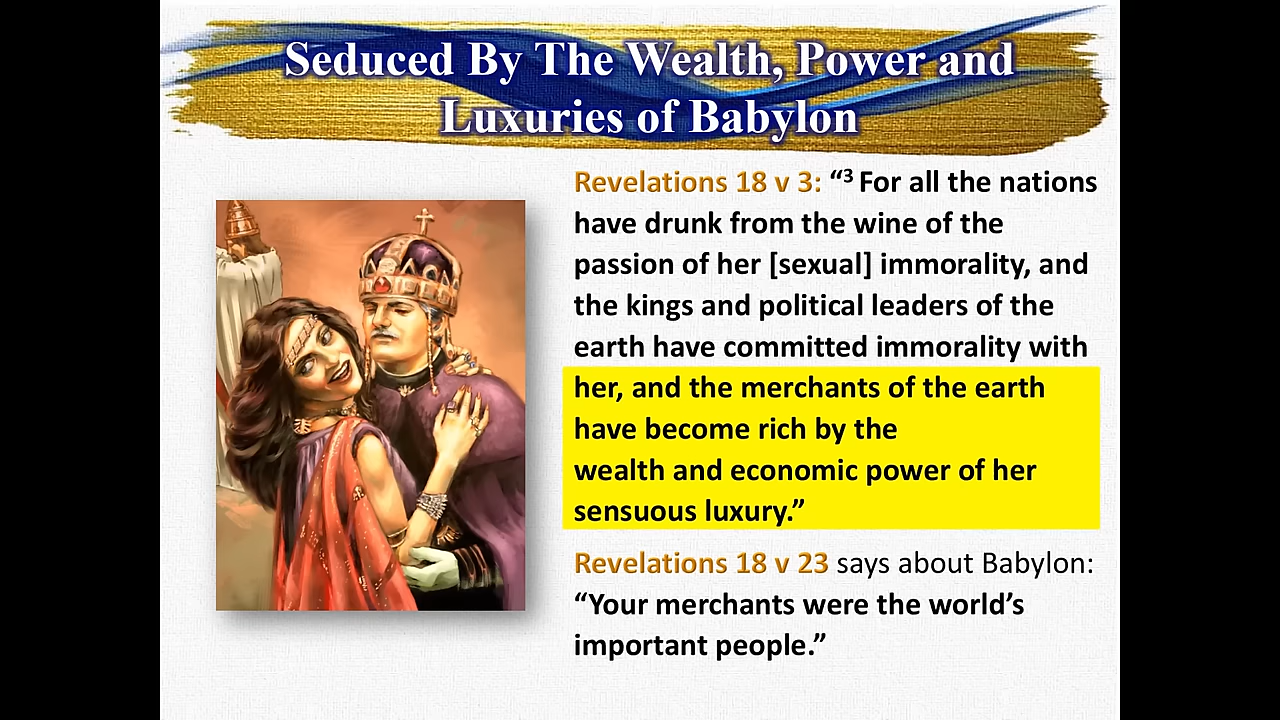 Seduced By The Wealth, Power and
Luxuries of Babylon
Revelations 18 v 3: “3 For all the nations
have drunk from the wine of the
passion of her [sexual] immorality, and
the kings and political leaders of the
earth have committed immorality with
her, and the merchants of the earth
have become rich by the
wealth and economic power of her
sensuous luxury.”
Revelations 18 v 23 says about Babylon:
“Your merchants were the world’s
important people.”